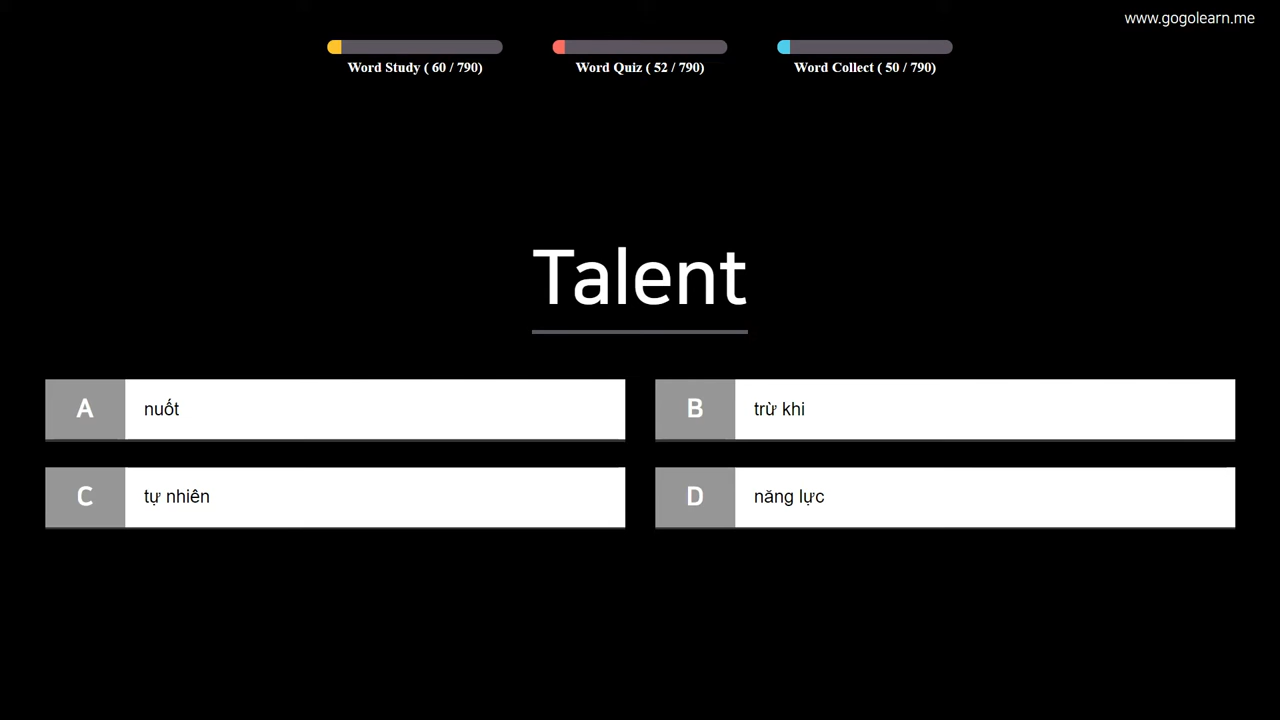 www.gogolearn.me
Word Study ( 60 / 790)
Word Quiz ( 52 / 790)
Word Collect ( 50 / 790)
Talent
A nuốt
B trừ khi
C tự nhiên
D năng lực